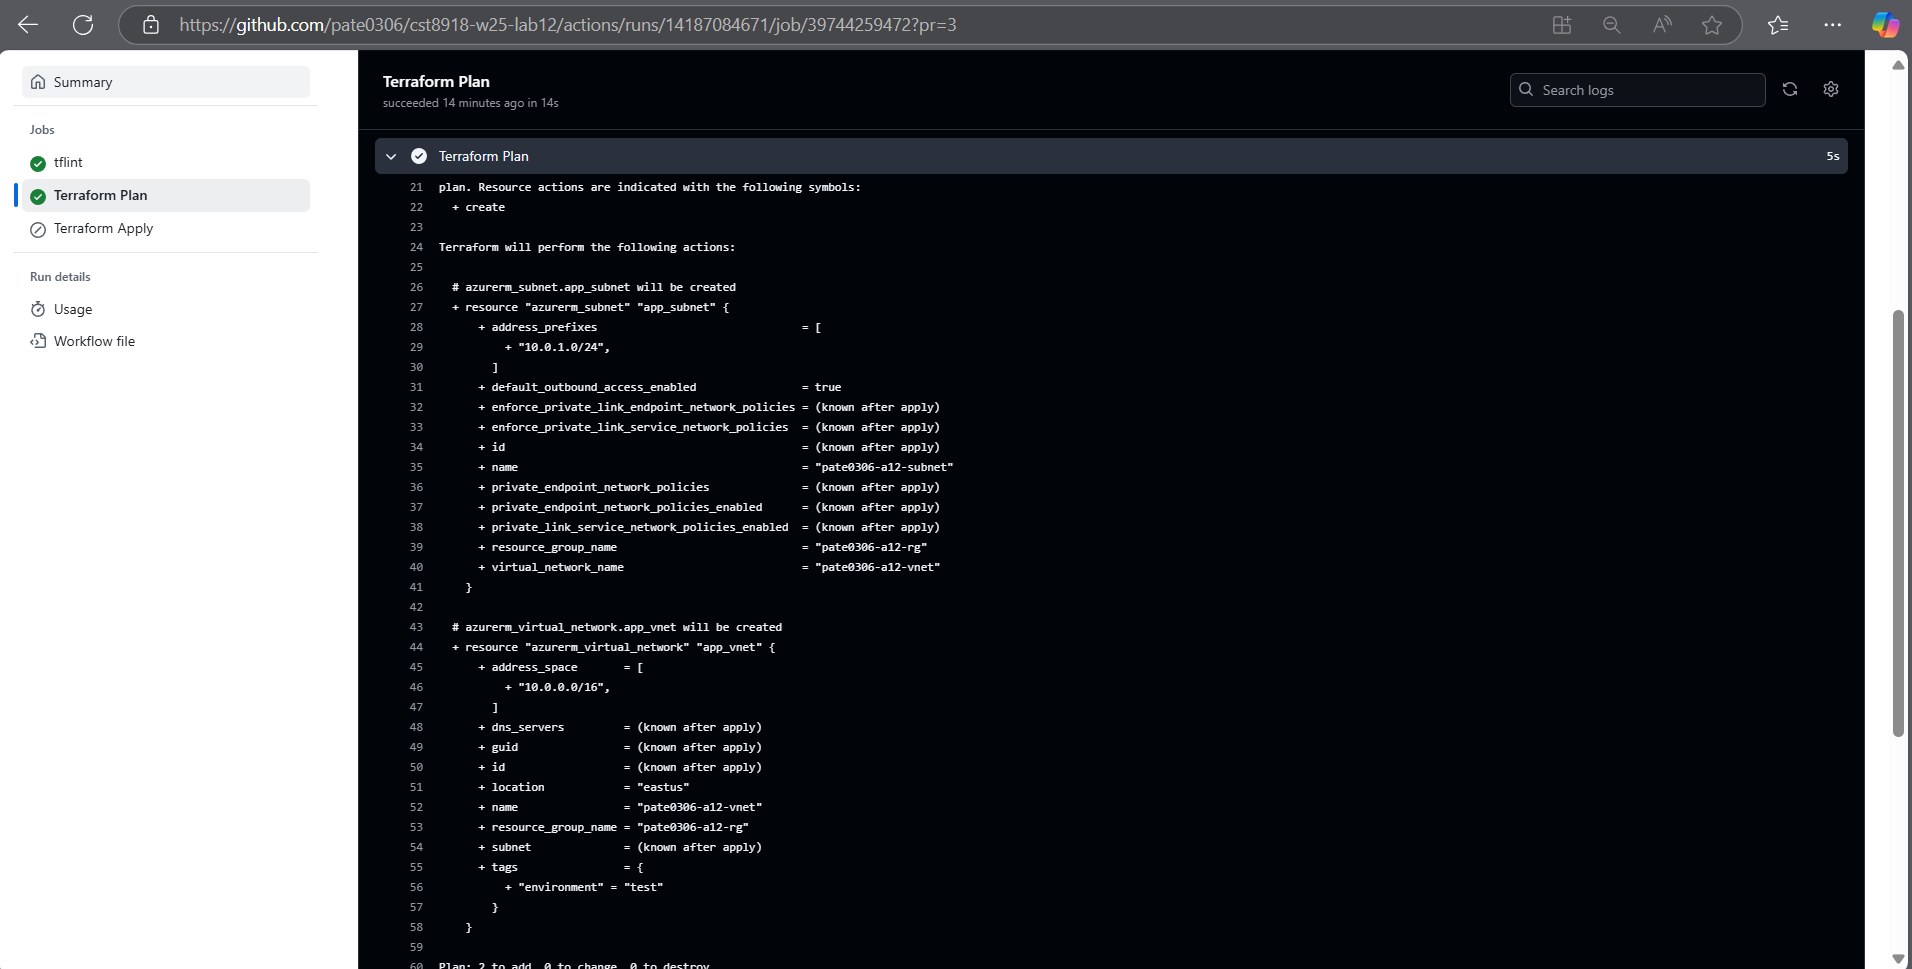 https://github.com/pate0306/cst8918-w25-lab12/actions/runs/14187084671/job/39744259472?pr=3
Summary
Jobs
tflint
Terraform Plan
Terraform Apply
Run details
Usage
Workflow file
Terraform Plan
succeeded 14 minutes ago in 14s
Search logs
Terraform Plan 5s
21 plan. Resource actions are indicated with the following symbols:
22 + create
23
24 Terraform will perform the following actions:
25
26 # azurerm_subnet.app_subnet will be created
27 + resource "azurerm_subnet" "app_subnet" {
28 + address_prefixes = [
29 + "10.0.1.0/24",
30 ]
31 + default_outbound_access_enabled = true
32 + enforce_private_link_endpoint_network_policies = (known after apply)
33 + enforce_private_link_service_network_policies = (known after apply)
34 + id = (known after apply)
35 + name = "pate0306-a12-subnet"
36 + private_endpoint_network_policies = (known after apply)
37 + private_endpoint_network_policies_enabled = (known after apply)
38 + private_link_service_network_policies_enabled = (known after apply)
39 + resource_group_name = "pate0306-a12-rg"
40 + virtual_network_name = "pate0306-a12-vnet"
41 }
42
43 # azurerm_virtual_network.app_vnet will be created
44 + resource "azurerm_virtual_network" "app_vnet" {
45 + address_space = [
46 + "10.0.0.0/16",
47 ]
48 + dns_servers = (known after apply)
49 + guid = (known after apply)
50 + id = (known after apply)
51 + location = "eastus"
52 + name = "pate0306-a12-vnet"
53 + resource_group_name = "pate0306-a12-rg"
54 + subnet = (known after apply)
55 + tags = {
56 + "environment" = "test"
57 }
58 }
59
60 Plan: 2 to add, 0 to change, 0 to destroy